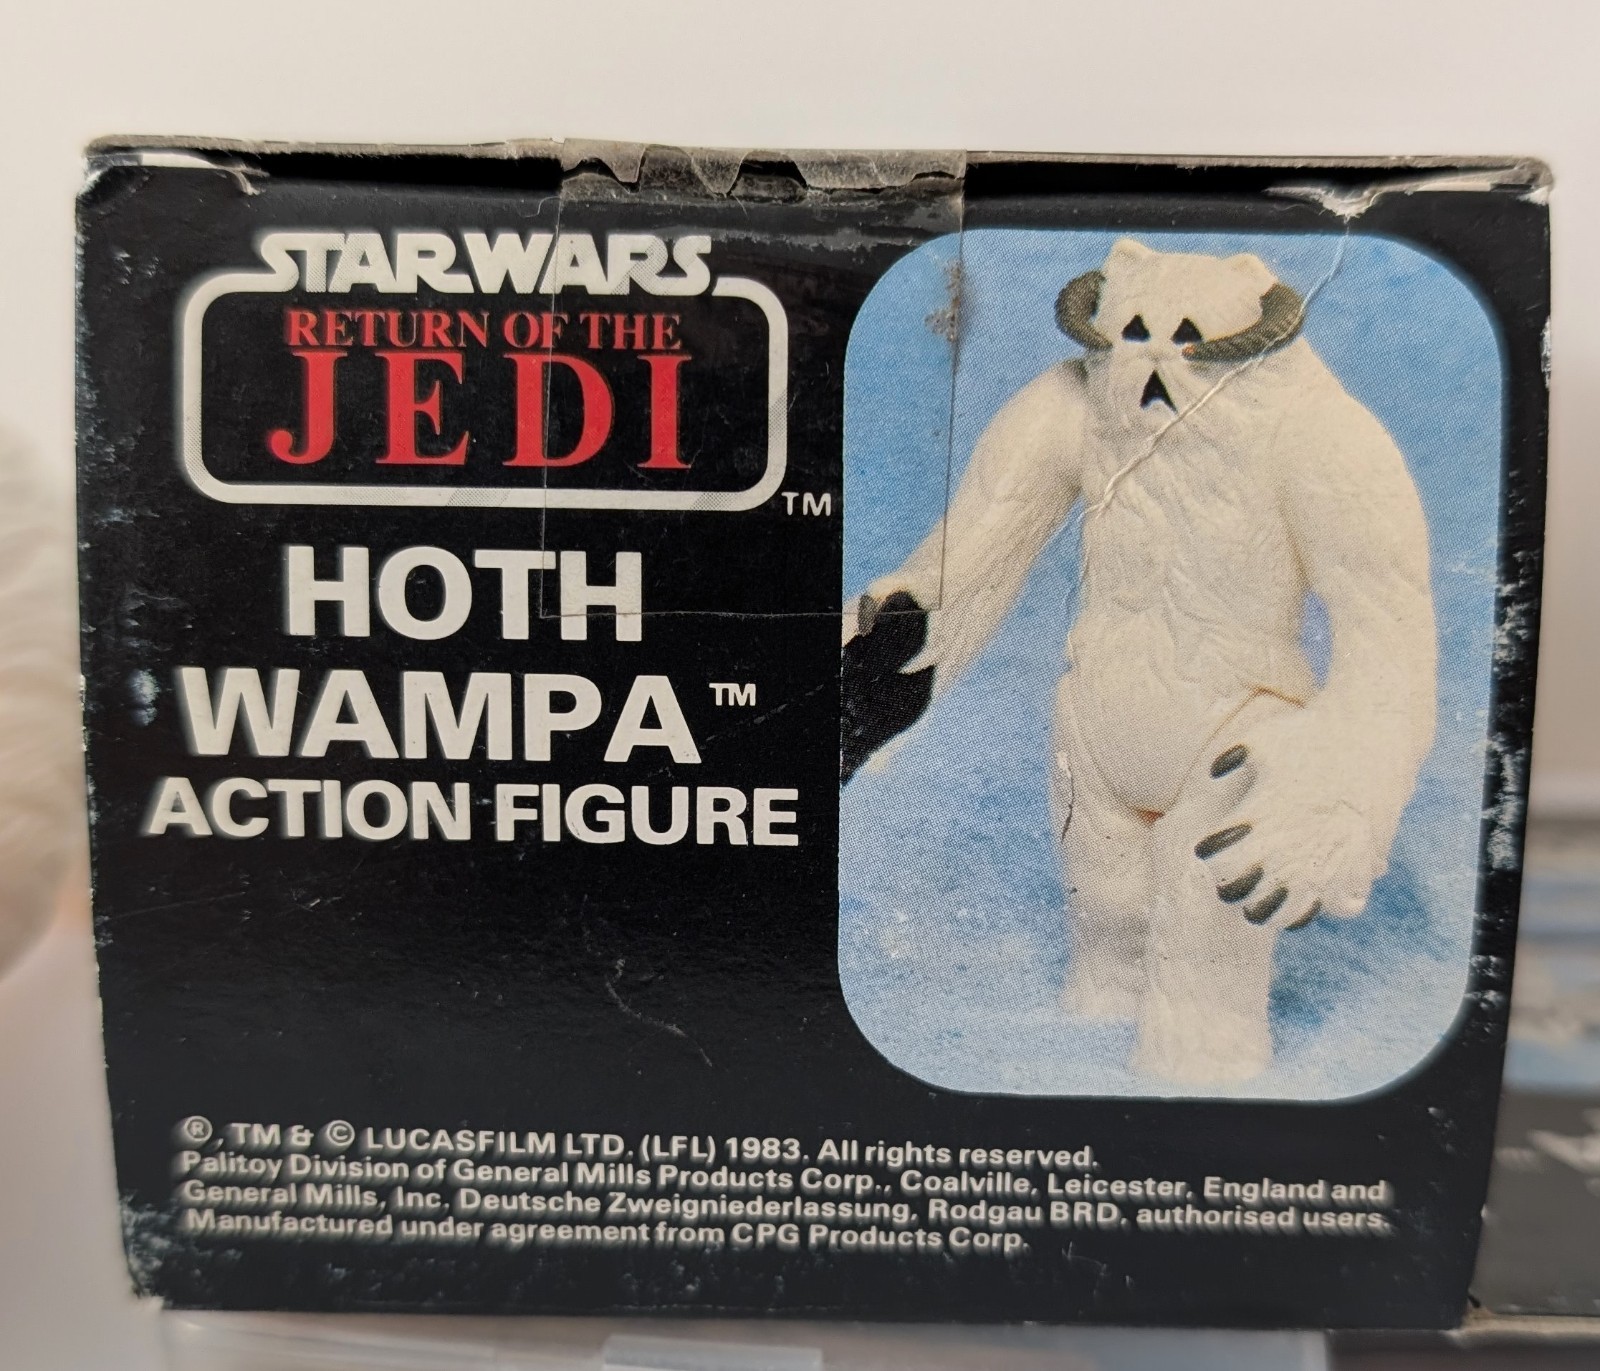 STAR WARS
RETURN OF THE
JEDI
TM
HOTH
WAMPA™
ACTION FIGURE
®, TM & © LUCASFILM LTD. (LFL) 1983. All rights reserved.
Palitoy Division of General Mills Products Corp., Coalville, Leicester, England and
General Mills, Inc. Deutsche Zweigniederlassung, Rodgau BRD, authorised users.
Manufactured under agreement from CPG Products Corp.